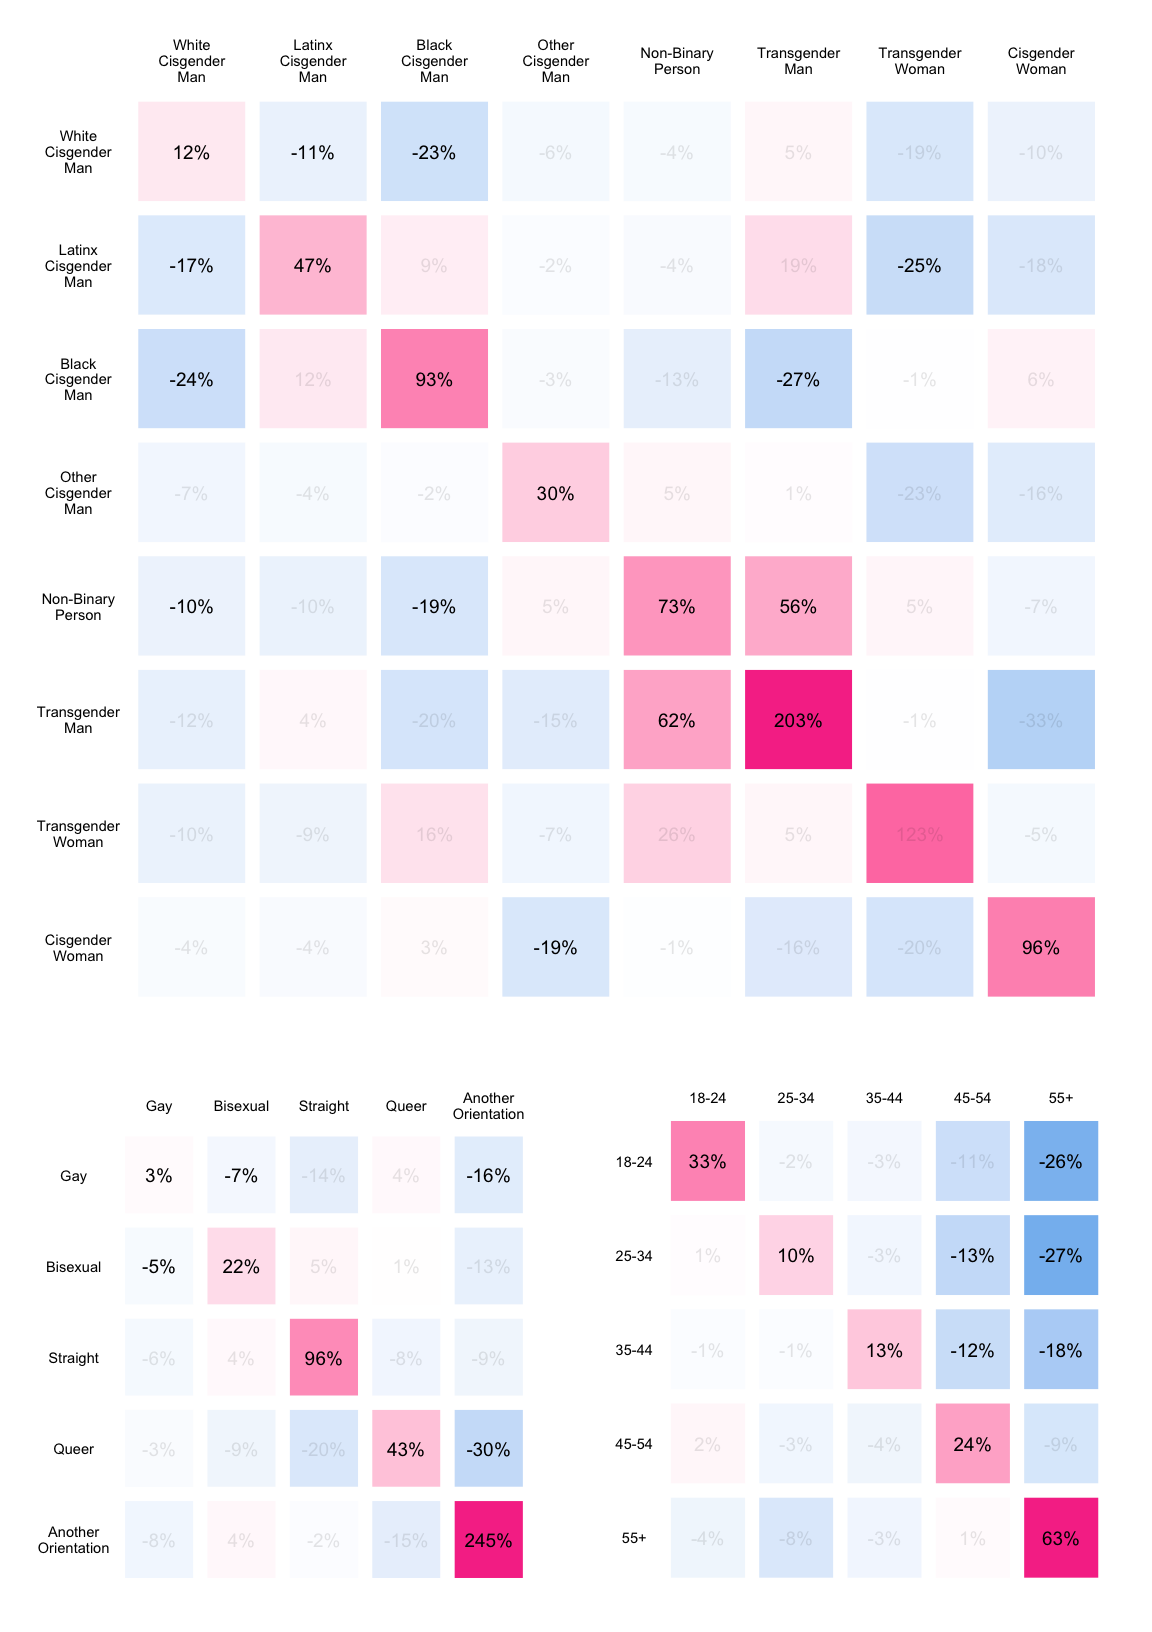 White Cisgender Man Latinx Cisgender Man Black Cisgender Man Other Cisgender Man Non-Binary Person Transgender Man Transgender Woman Cisgender Woman
White Cisgender Man 12% -11% -23% -6% -4% 5% -19% -10%
Latinx Cisgender Man -17% 47% 9% -2% -4% 19% -25% -18%
Black Cisgender Man -24% 12% 93% -3% -13% -27% -1% 6%
Other Cisgender Man -7% -4% -2% 30% 5% 1% -23% -16%
Non-Binary Person -10% -10% -19% 5% 73% 56% 5% -7%
Transgender Man -12% 4% -20% -15% 62% 203% -1% -33%
Transgender Woman -10% -9% 16% -7% 26% 5% 123% -5%
Cisgender Woman -4% -4% 3% -19% -1% -16% -20% 96%
Gay Bisexual Straight Queer Another Orientation
Gay 3% -7% -14% 4% -16%
Bisexual -5% 22% 5% 1% -13%
Straight -6% 4% 96% -8% -9%
Queer -3% -9% -20% 43% -30%
Another Orientation -8% 4% -2% -15% 245%
18-24 25-34 35-44 45-54 55+
18-24 33% -2% -3% -11% -26%
25-34 1% 10% -3% -13% -27%
35-44 -1% -1% 13% -12% -18%
45-54 2% -3% -4% 24% -9%
55+ -4% -8% -3% 1% 63%